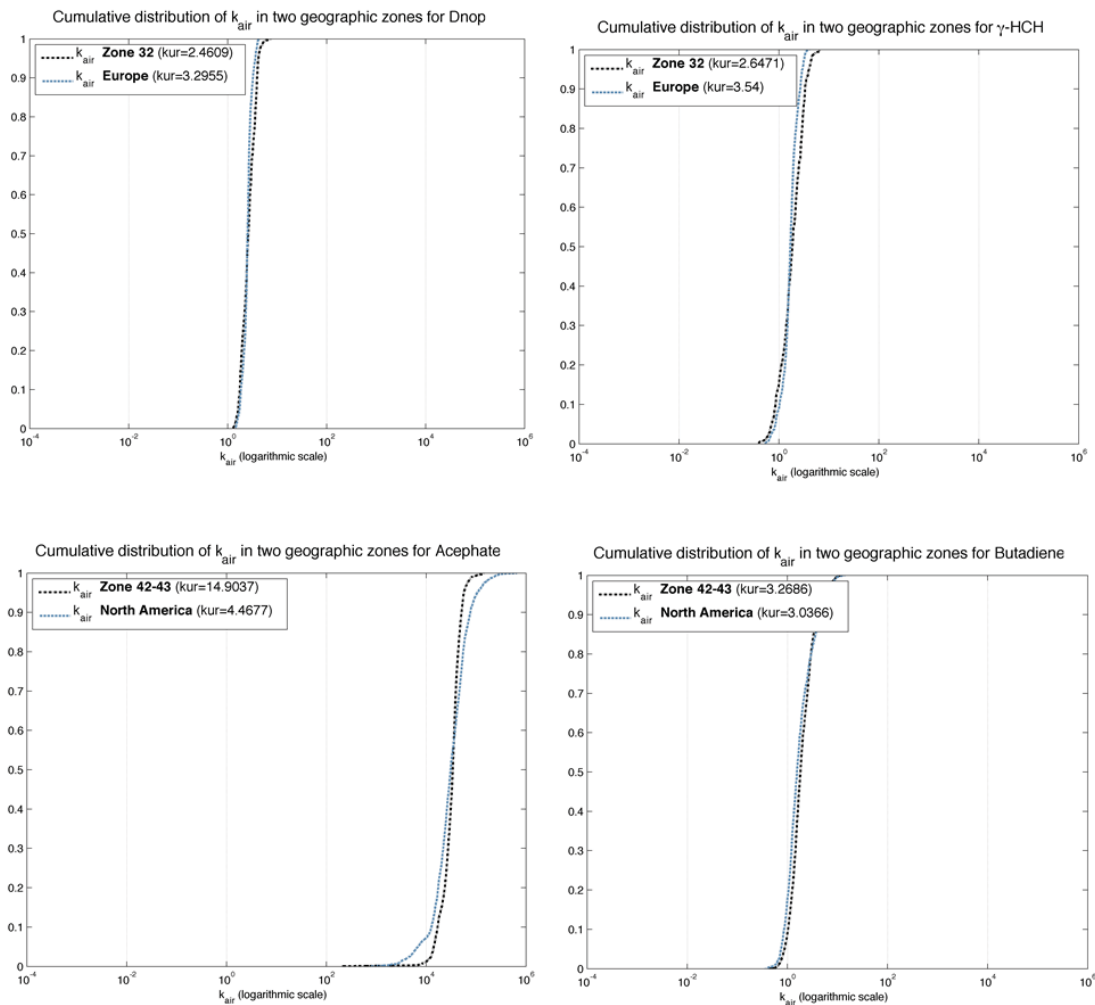 Cumulative distribution of k_air in two geographic zones for Dnop
k_air Zone 32 (kur=2.4609)
k_air Europe (kur=3.2955)
1
0.9
0.8
0.7
0.6
0.5
0.4
0.3
0.2
0.1
0
10^-4 10^-2 10^0 10^2 10^4 10^6
k_air (logarithmic scale)
Cumulative distribution of k_air in two geographic zones for γ-HCH
k_air Zone 32 (kur=2.6471)
k_air Europe (kur=3.54)
1
0.9
0.8
0.7
0.6
0.5
0.4
0.3
0.2
0.1
0
10^-4 10^-2 10^0 10^2 10^4 10^6
k_air (logarithmic scale)
Cumulative distribution of k_air in two geographic zones for Acephate
k_air Zone 42-43 (kur=14.9037)
k_air North America (kur=4.4677)
1
0.9
0.8
0.7
0.6
0.5
0.4
0.3
0.2
0.1
0
10^-4 10^-2 10^0 10^2 10^4 10^6
k_air (logarithmic scale)
Cumulative distribution of k_air in two geographic zones for Butadiene
k_air Zone 42-43 (kur=3.2686)
k_air North America (kur=3.0366)
1
0.9
0.8
0.7
0.6
0.5
0.4
0.3
0.2
0.1
0
10^-4 10^-2 10^0 10^2 10^4 10^6
k_air (logarithmic scale)